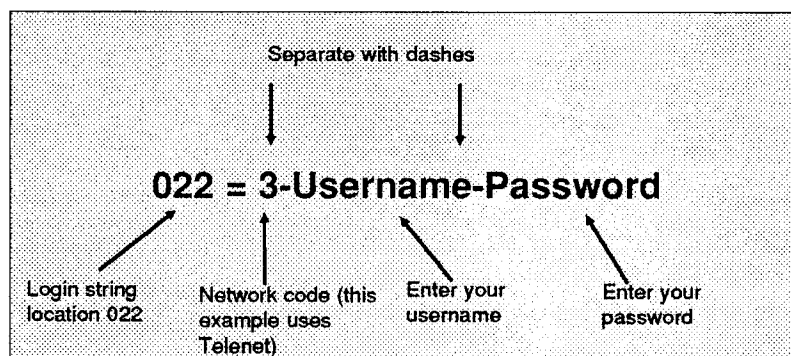 Separate with dashes
022 = 3-Username-Password
Login string
location 022
Network code (this
example uses
Telenet)
Enter your
username
Enter your
password